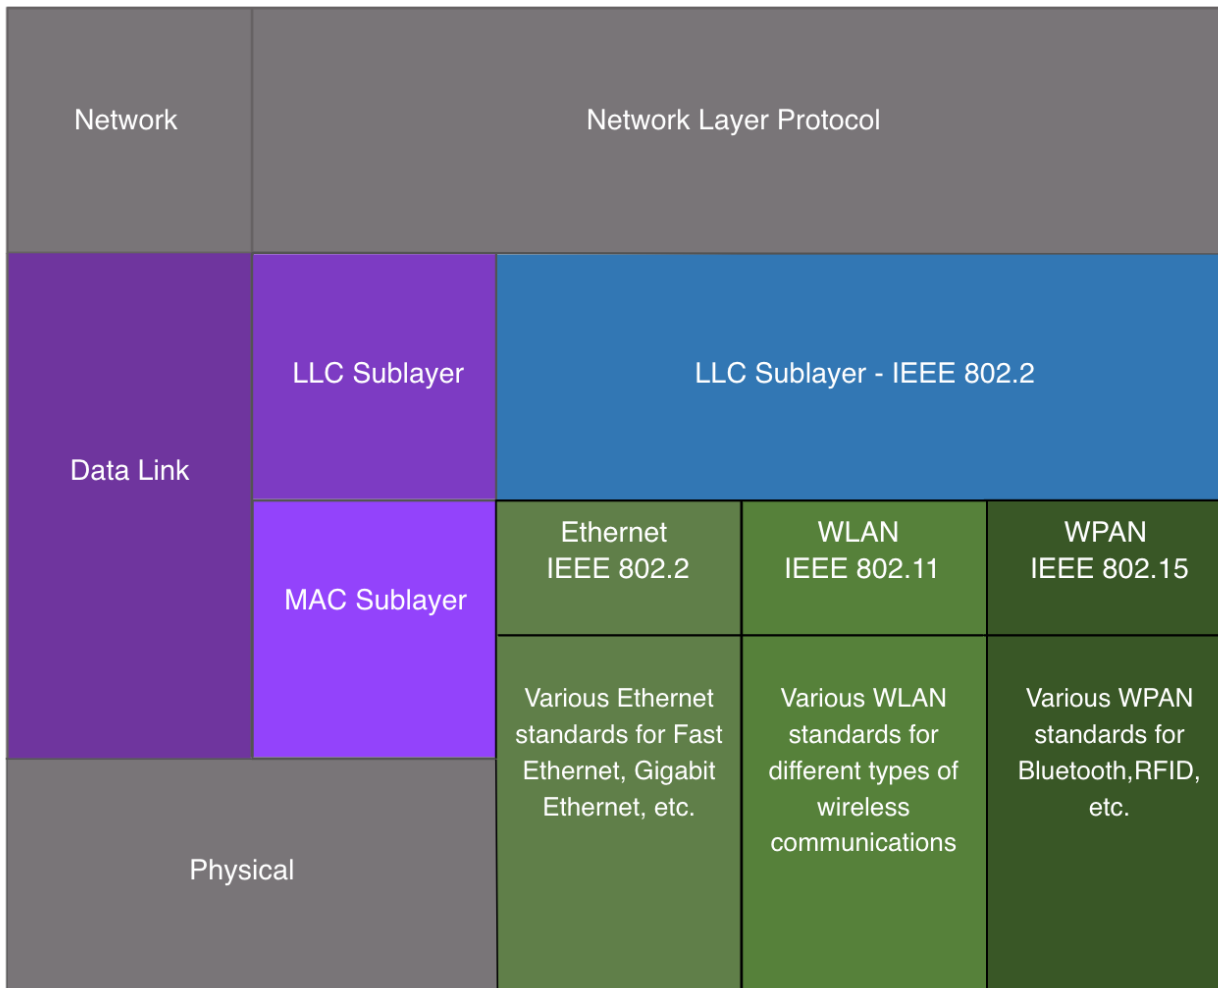 Network
Network Layer Protocol
LLC Sublayer
LLC Sublayer - IEEE 802.2
Data Link
MAC Sublayer
Ethernet
IEEE 802.2
WLAN
IEEE 802.11
WPAN
IEEE 802.15
Various Ethernet
standards for Fast
Ethernet, Gigabit
Ethernet, etc.
Various WLAN
standards for
different types of
wireless
communications
Various WPAN
standards for
Bluetooth,RFID,
etc.
Physical